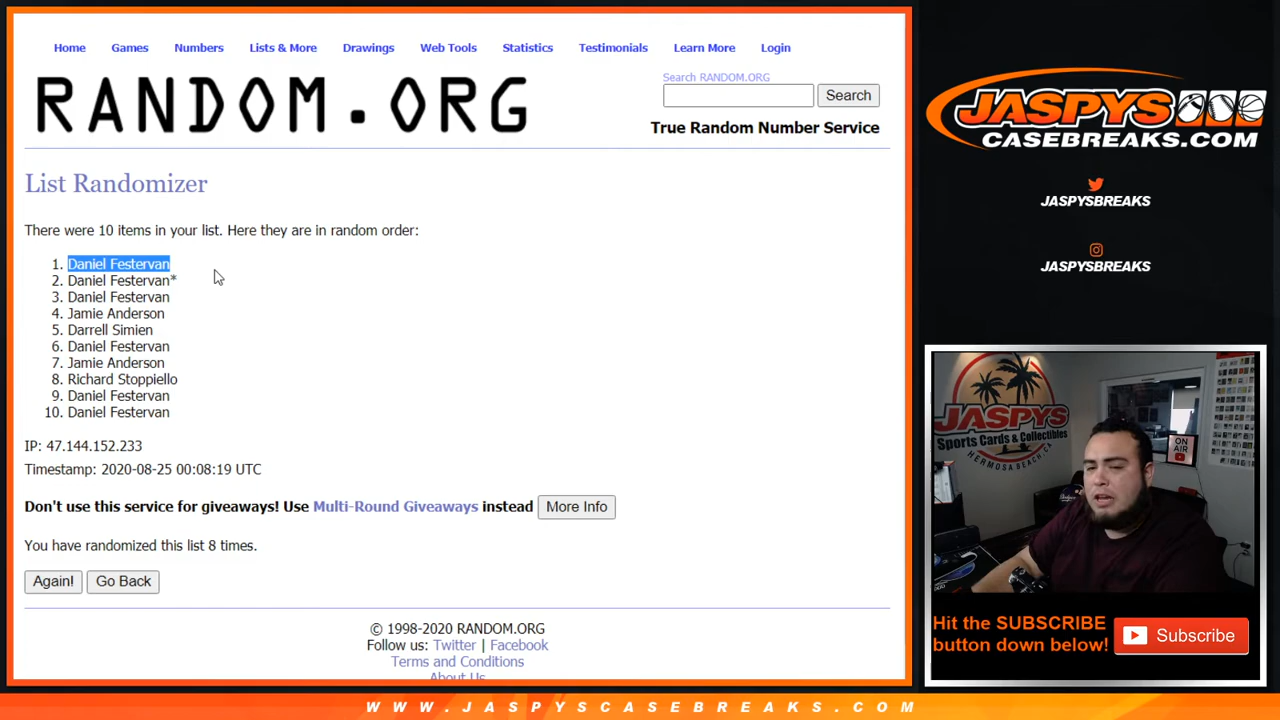 Home Games Numbers Lists & More Drawings Web Tools Statistics Testimonials Learn More Login
RANDOM.ORG
Search RANDOM.ORG
Search
True Random Number Service
List Randomizer
There were 10 items in your list. Here they are in random order:
1. Daniel Festervan
2. Daniel Festervan*
3. Daniel Festervan
4. Jamie Anderson
5. Darrell Simien
6. Daniel Festervan
7. Jamie Anderson
8. Richard Stoppiello
9. Daniel Festervan
10. Daniel Festervan
IP: 47.144.152.233
Timestamp: 2020-08-25 00:08:19 UTC
Don't use this service for giveaways! Use Multi-Round Giveaways instead More Info
You have randomized this list 8 times.
Again! Go Back
© 1998-2020 RANDOM.ORG
Follow us: Twitter | Facebook
Terms and Conditions
About Us
JASPYS
CASEBREAKS.COM
JASPYSBREAKS
JASPYSBREAKS
JASPYS
Sports Cards & Collectibles
HERMOSA BEACH, CA
ON
AIR
Hit the SUBSCRIBE
button down below!
Subscribe
WWW.JASPYSCASEBREAKS.COM